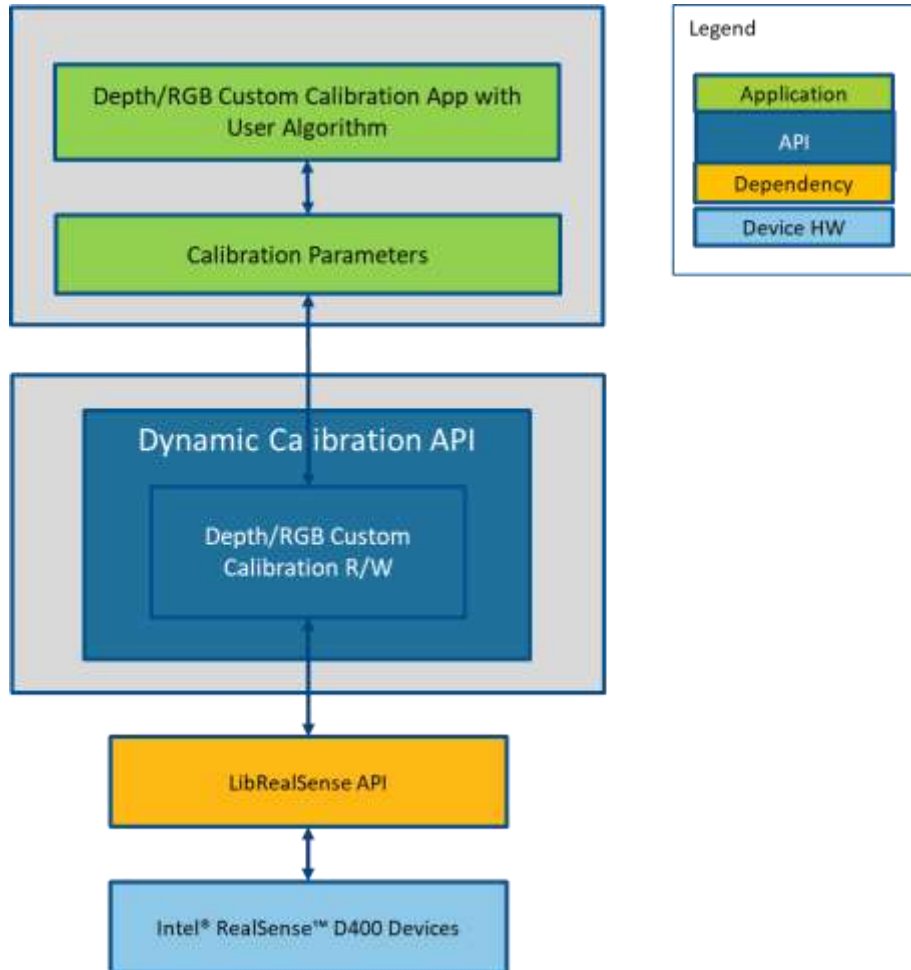 Legend
Depth/RGB Custom Calibration App with
User Algorithm
Application
API
Dependency
Calibration Parameters
Device HW
Dynamic Calibration API
Depth/RGB Custom
Calibration R/W
LibRealSense API
Intel® RealSense™ D400 Devices